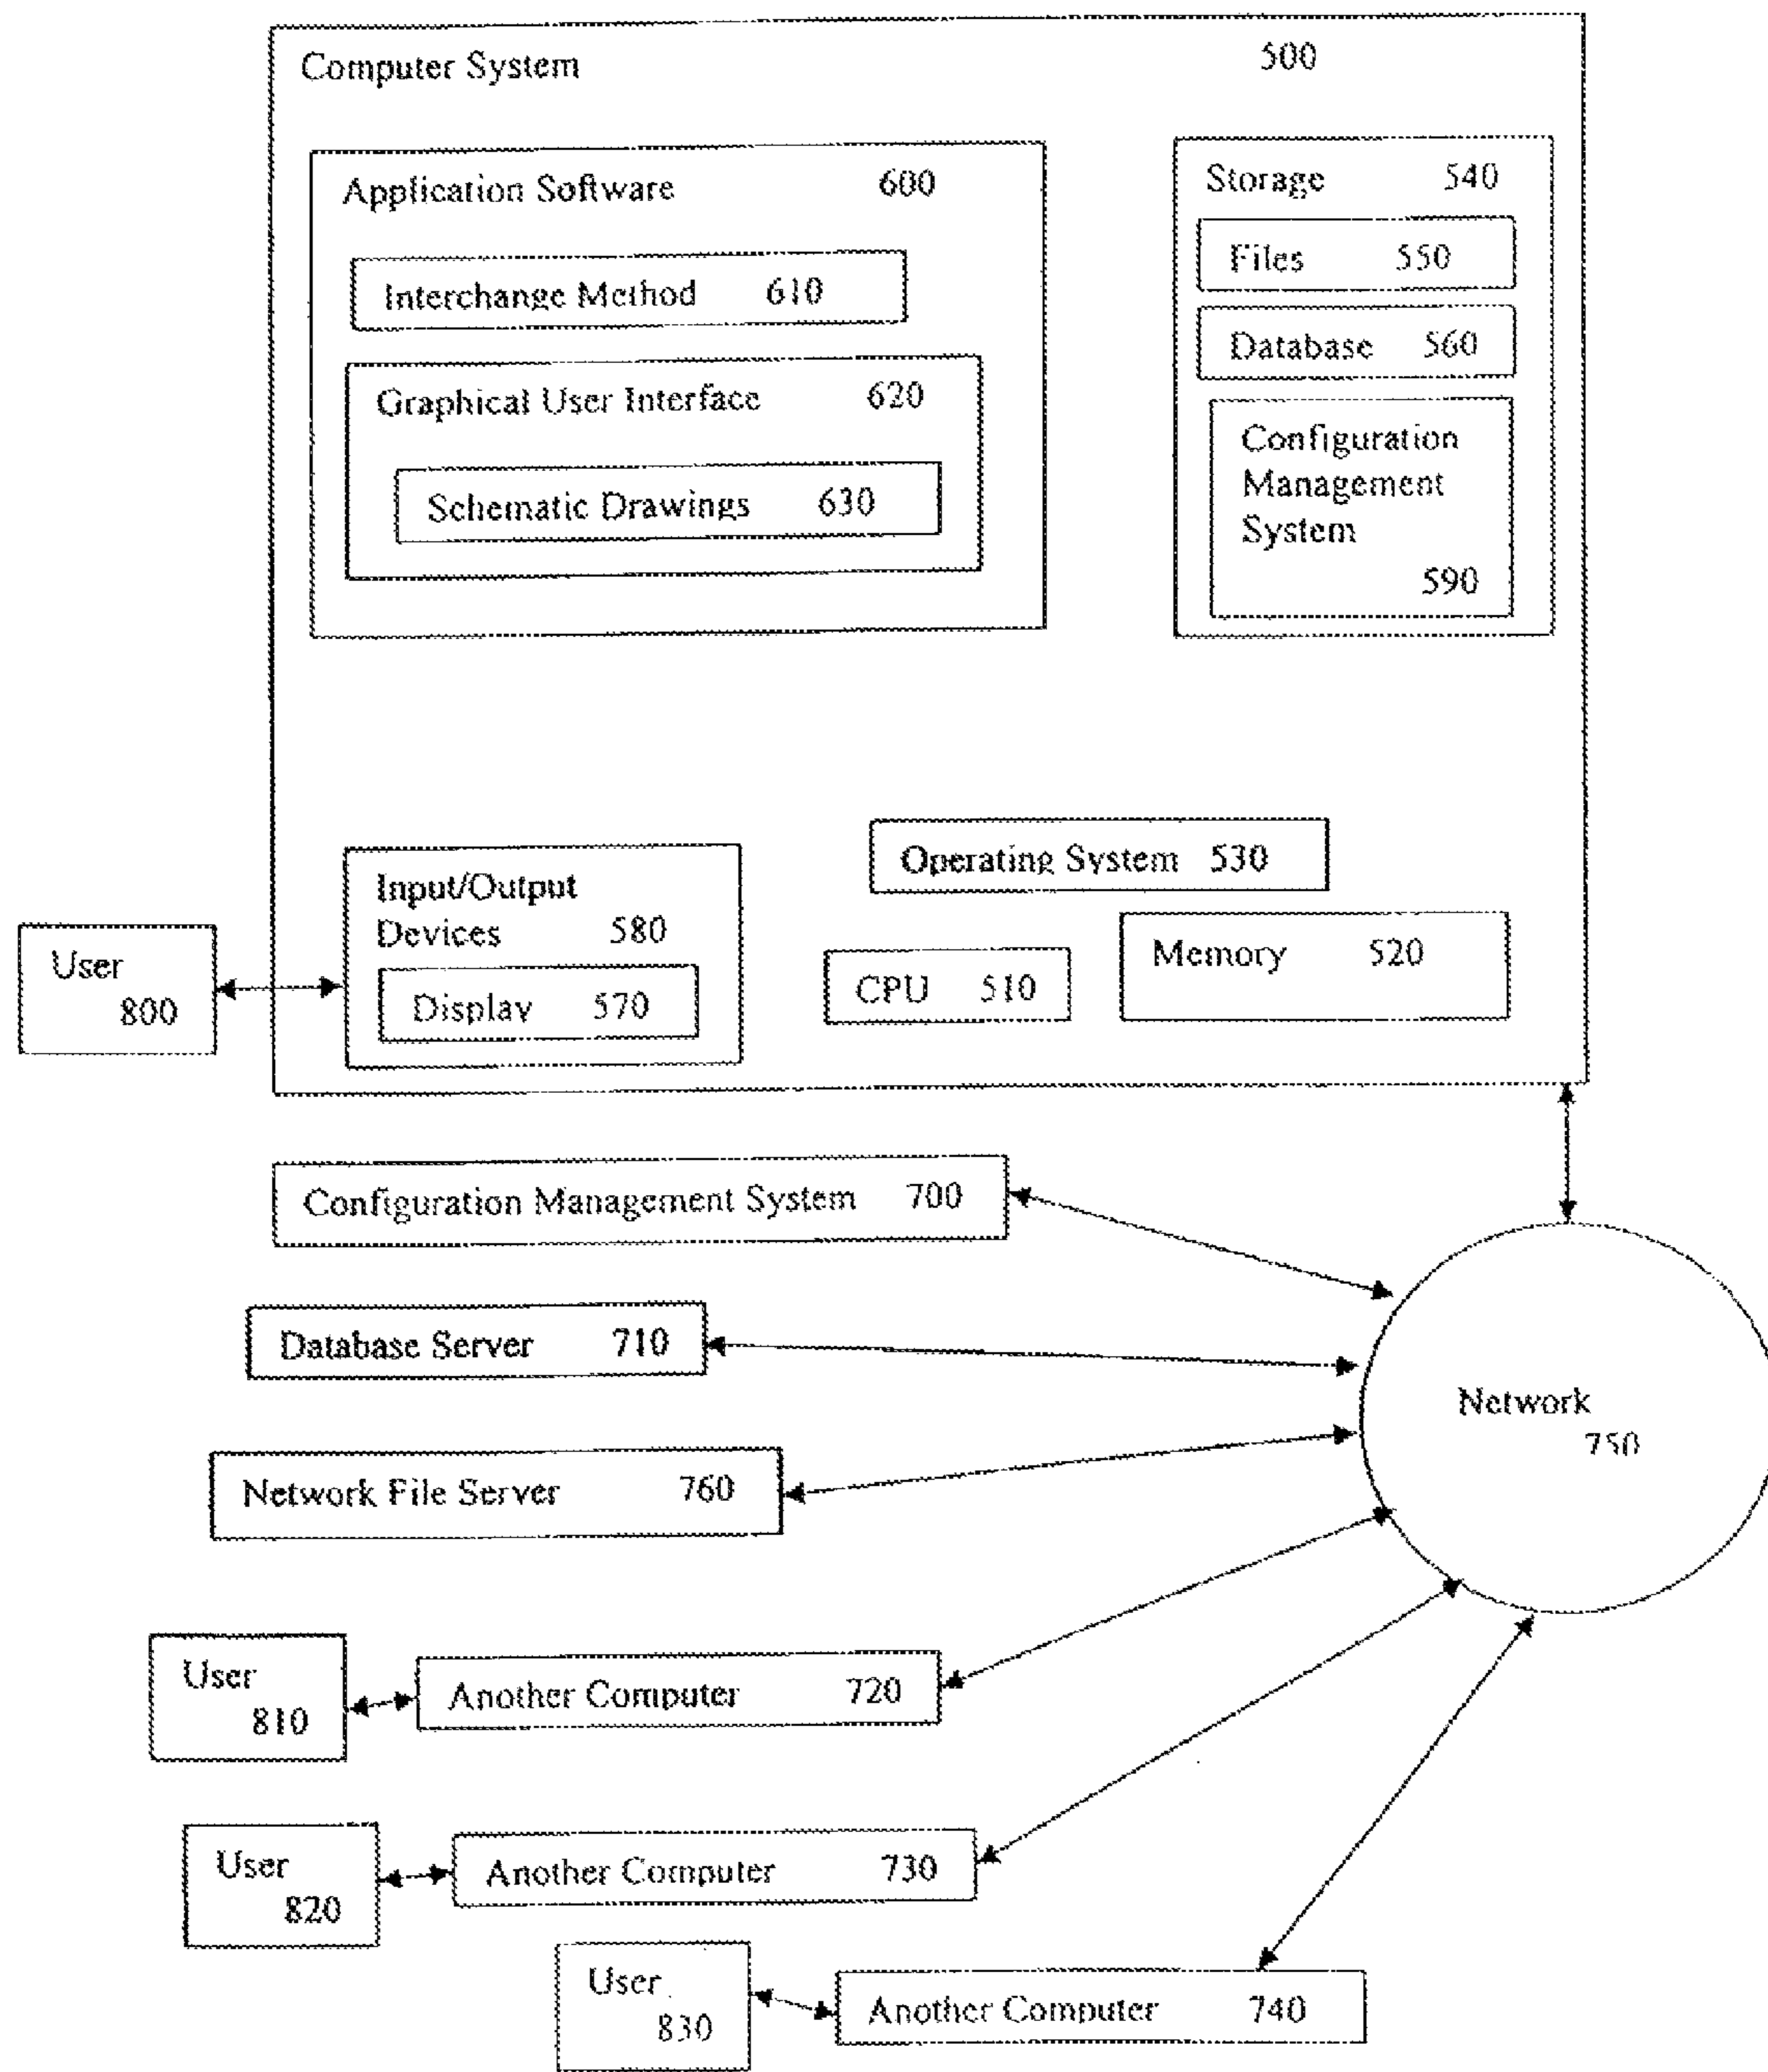 Computer System 500
Application Software 600
Interchange Method 610
Graphical User Interface 620
Schematic Drawings 630
Storage 540
Files 550
Database 560
Configuration
Management
System
590
Operating System 530
Input/Output
Devices 580
Display 570
CPU 510
Memory 520
User
800
Configuration Management System 700
Database Server 710
Network
750
Network File Server 760
User
810
Another Computer 720
User
820
Another Computer 730
User
830
Another Computer 740